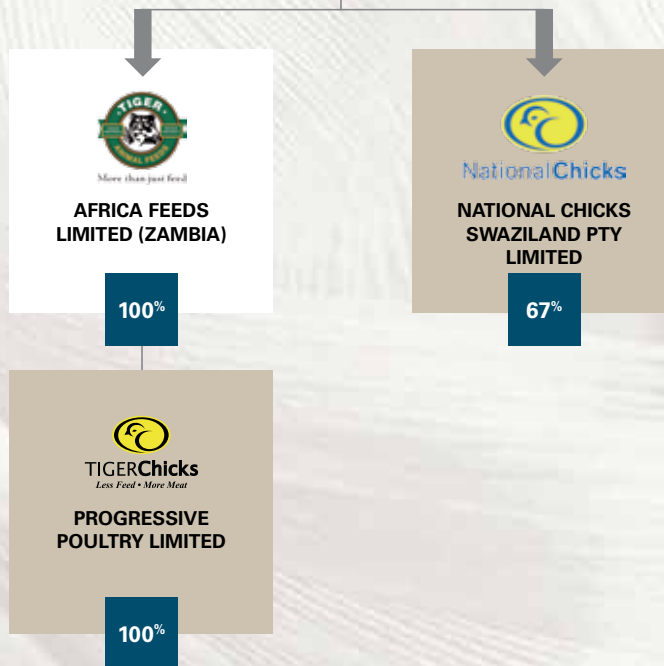 TIGER
ANIMAL FEEDS
More than just feed
AFRICA FEEDS
LIMITED (ZAMBIA)
100%
NationalChicks
NATIONAL CHICKS
SWAZILAND PTY
LIMITED
67%
TIGERChicks
Less Feed • More Meat
PROGRESSIVE
POULTRY LIMITED
100%